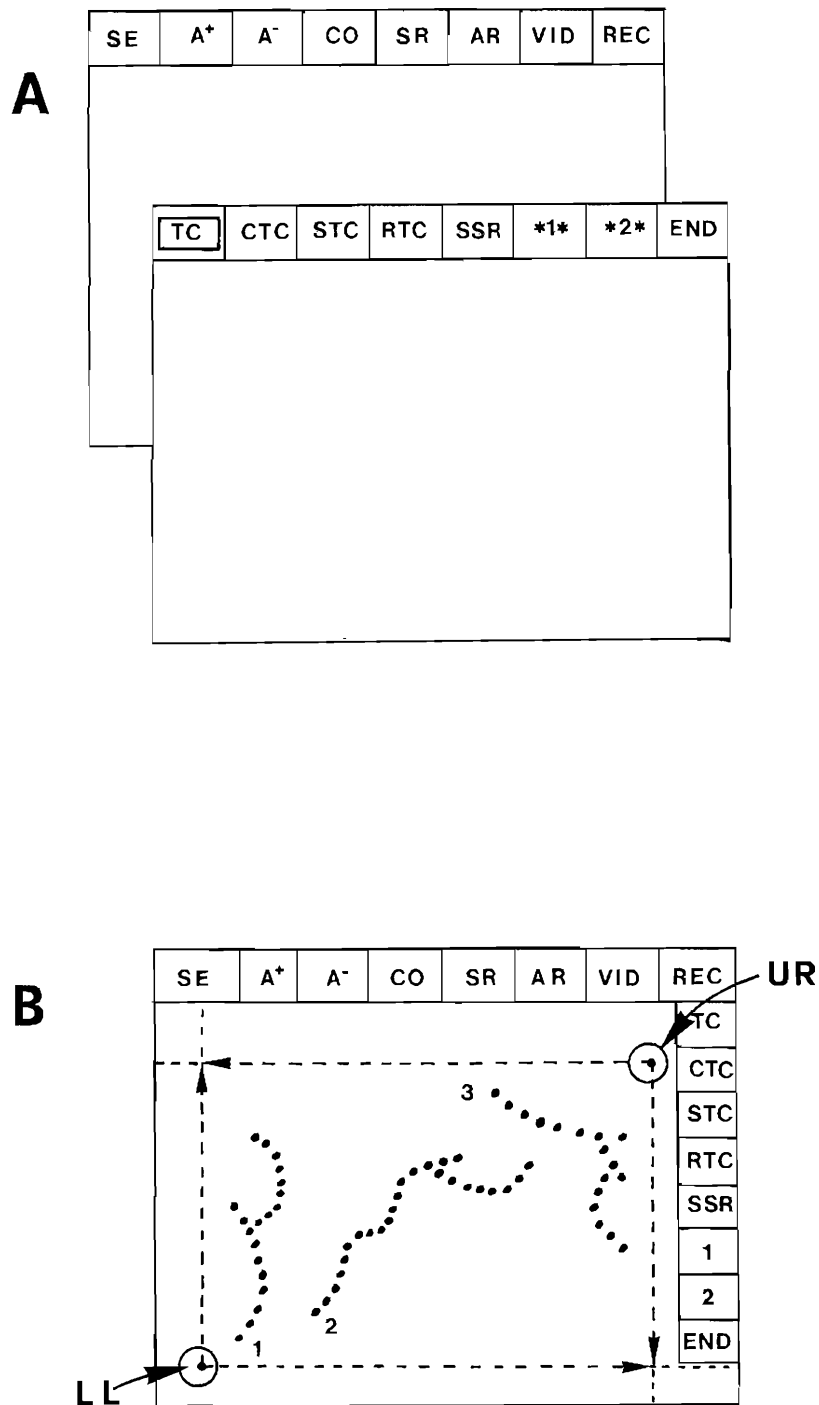 A
SE A⁺ A⁻ CO SR AR VID REC
TC CTC STC RTC SSR *1* *2* END
B
SE A⁺ A⁻ CO SR AR VID REC
UR
TC
CTC
3
STC
RTC
SSR
1
2
2
END
1
LL